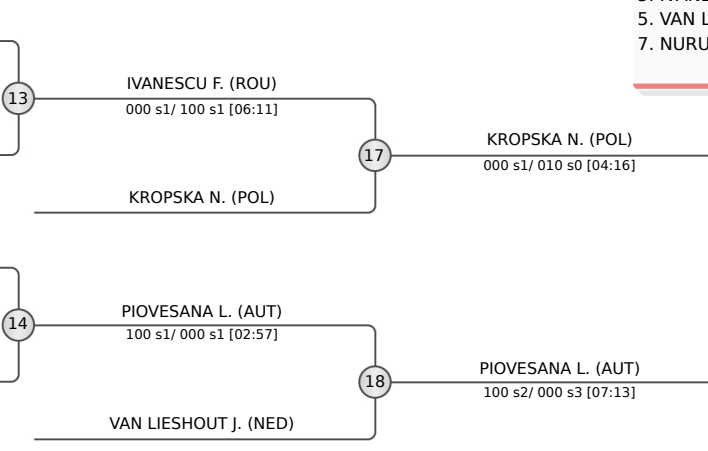 5. VAN L
7. NURU
13
IVANESCU F. (ROU)
000 s1/ 100 s1 [06:11]
17
KROPSKA N. (POL)
000 s1/ 010 s0 [04:16]
KROPSKA N. (POL)
14
PIOVESANA L. (AUT)
100 s1/ 000 s1 [02:57]
18
PIOVESANA L. (AUT)
100 s2/ 000 s3 [07:13]
VAN LIESHOUT J. (NED)